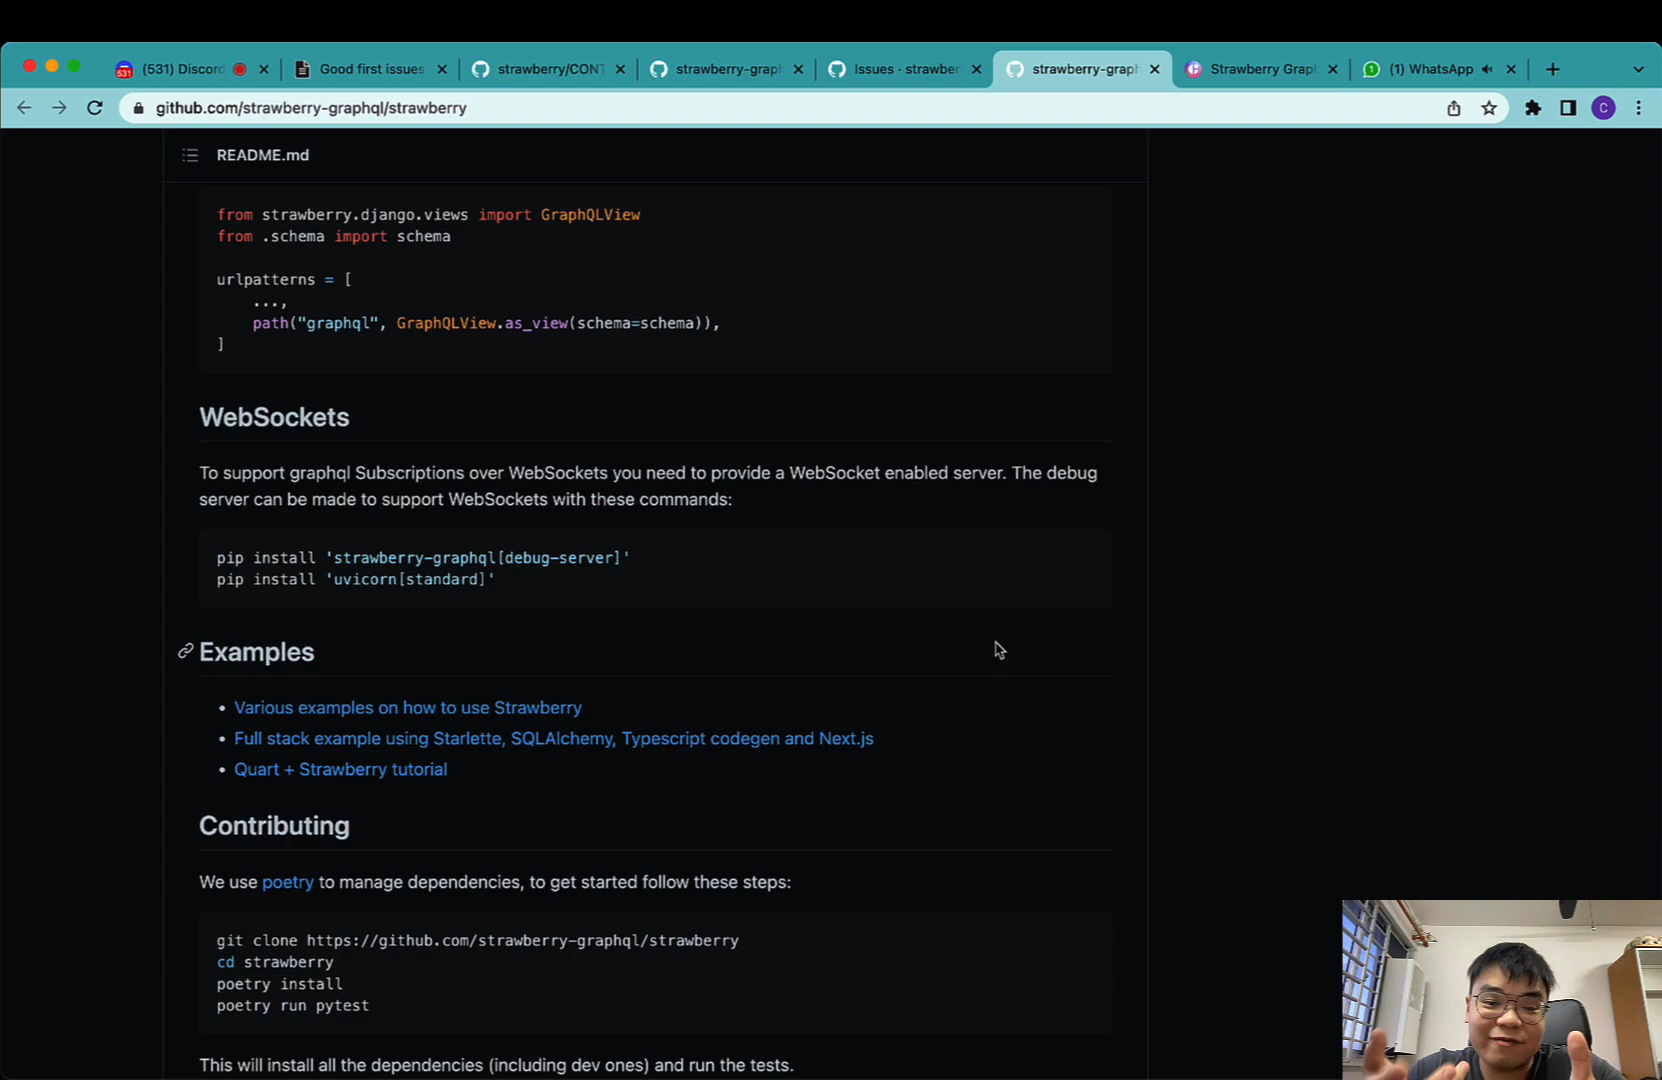 531
(531) Discord
Good first issues
strawberry/CONT
strawberry-grap
Issues · strawber
strawberry-grap
Strawberry Grap
1
(1) WhatsApp
github.com/strawberry-graphql/strawberry
C
README.md
from strawberry.django.views import GraphQLView
from .schema import schema
urlpatterns = [
...,
path("graphql", GraphQLView.as_view(schema=schema)),
]
WebSockets
To support graphql Subscriptions over WebSockets you need to provide a WebSocket enabled server. The debug
server can be made to support WebSockets with these commands:
pip install 'strawberry-graphql[debug-server]'
pip install 'uvicorn[standard]'
Examples
• Various examples on how to use Strawberry
• Full stack example using Starlette, SQLAlchemy, Typescript codegen and Next.js
• Quart + Strawberry tutorial
Contributing
We use poetry to manage dependencies, to get started follow these steps:
git clone https://github.com/strawberry-graphql/strawberry
cd strawberry
poetry install
poetry run pytest
This will install all the dependencies (including dev ones) and run the tests.